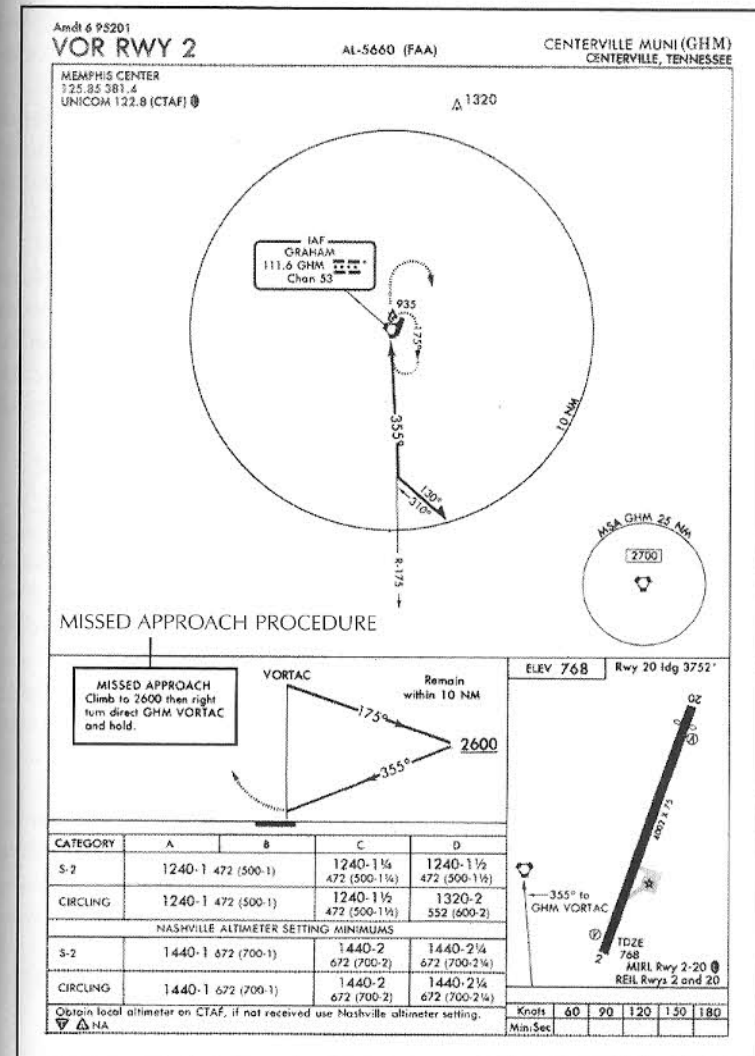 Amdt 6 95201
VOR RWY 2
AL-5660 (FAA)
CENTERVILLE MUNI (GHM)
CENTERVILLE, TENNESSEE
MEMPHIS CENTER
125.85 381.4
UNICOM 122.8 (CTAF)
1320
IAF
GRAHAM
111.6 GHM
Chan 53
935
175°
355°
10 NM
130°
310°
R-175
MSA GHM 25 NM
2700
MISSED APPROACH PROCEDURE
MISSED APPROACH
Climb to 2600 then right
turn direct GHM VORTAC
and hold.
VORTAC
Remain
within 10 NM
175°
2600
355°
ELEV 768
Rwy 20 ldg 3752'
20
4002 X 75
355° to
GHM VORTAC
2
TDZE
768
MIRL Rwy 2-20
REIL Rwys 2 and 20
CATEGORY A B C D
S-2 1240-1 472 (500-1) 1240-1¼ 472 (500-1¼) 1240-1½ 472 (500-1½)
CIRCLING 1240-1 472 (500-1) 1240-1½ 472 (500-1½) 1320-2 552 (600-2)
NASHVILLE ALTIMETER SETTING MINIMUMS
S-2 1440-1 672 (700-1) 1440-2 672 (700-2) 1440-2¼ 672 (700-2¼)
CIRCLING 1440-1 672 (700-1) 1440-2 672 (700-2) 1440-2¼ 672 (700-2¼)
Obtain local altimeter on CTAF, if not received use Nashville altimeter setting.
NA
Knots 60 90 120 150 180
Min:Sec